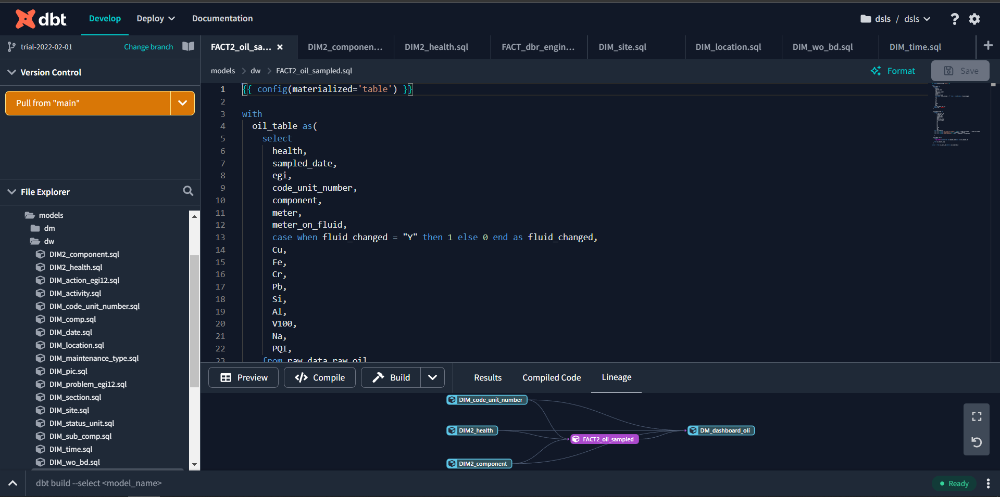 dbt
Develop
Deploy
Documentation
dsls / dsls
trial-2022-02-01
Change branch
FACT2_oil_sa...
DIM2_componen...
DIM2_health.sql
FACT_dbr_engin...
DIM_site.sql
DIM_location.sql
DIM_wo_bd.sql
DIM_time.sql
Version Control
Pull from "main"
File Explorer
models
dm
dw
DIM2_component.sql
DIM2_health.sql
DIM_action_egi12.sql
DIM_activity.sql
DIM_code_unit_number.sql
DIM_comp.sql
DIM_date.sql
DIM_location.sql
DIM_maintenance_type.sql
DIM_pic.sql
DIM_problem_egi12.sql
DIM_section.sql
DIM_site.sql
DIM_status_unit.sql
DIM_sub_comp.sql
DIM_time.sql
DIM_wo_bd.sql
models > dw > FACT2_oil_sampled.sql
Format
Save
1 {{ config(materialized='table') }}
2
3 with
4 oil_table as(
5 select
6 health,
7 sampled_date,
8 egi,
9 code_unit_number,
10 component,
11 meter,
12 meter_on_fluid,
13 case when fluid_changed = "Y" then 1 else 0 end as fluid_changed,
14 Cu,
15 Fe,
16 Cr,
17 Pb,
18 Si,
19 Al,
20 V100,
21 Na,
22 PQI,
23 from raw_data.raw_oil
Preview
Compile
Build
Results
Compiled Code
Lineage
DIM_code_unit_number
DIM2_health
DM_dashboard_oli
FACT2_oil_sampled
DIM2_component
dbt build --select <model_name>
Ready